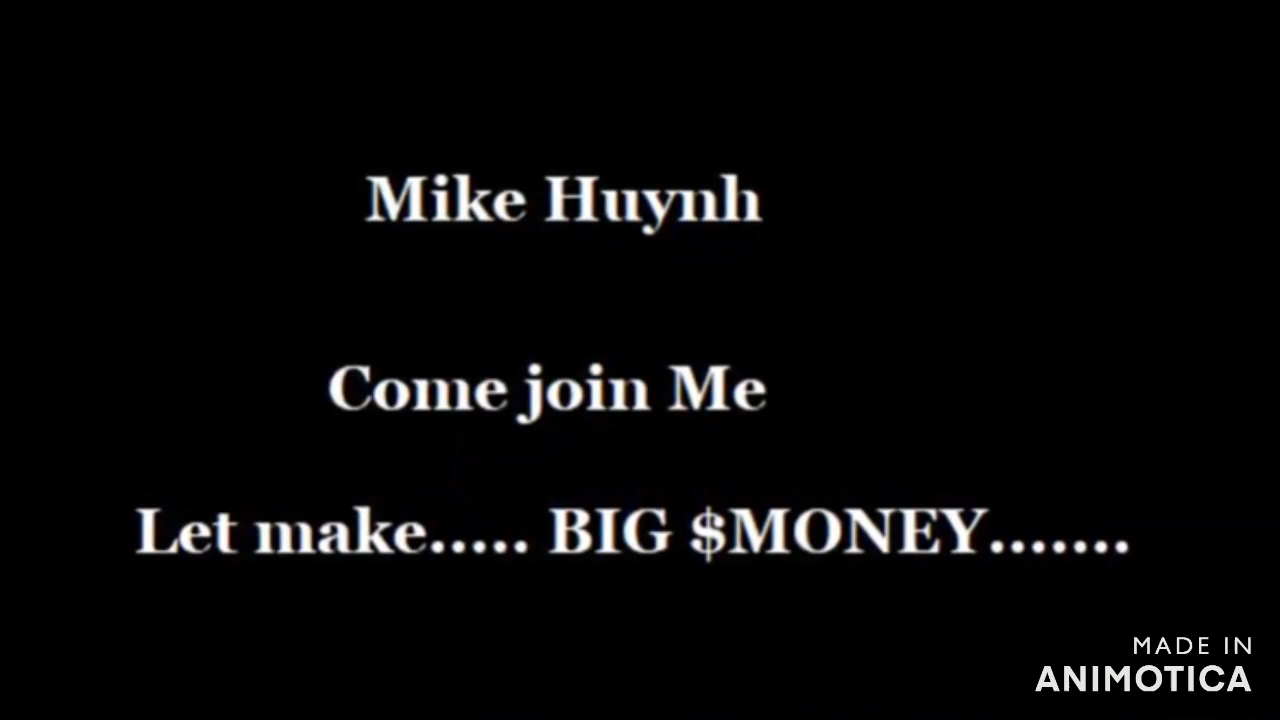 Mike Huynh
Come join Me
Let make..... BIG $MONEY.......
MADE IN
ANIMOTICA